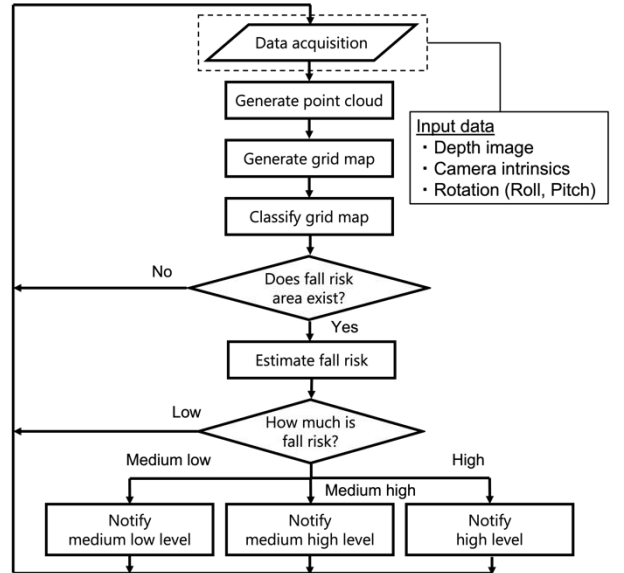 Data acquisition
Generate point cloud
Input data
・Depth image
・Camera intrinsics
・Rotation (Roll, Pitch)
Generate grid map
Classify grid map
No
Does fall risk
area exist?
Yes
Estimate fall risk
Low
How much is
fall risk?
Medium low
High
Medium high
Notify
medium low level
Notify
medium high level
Notify
high level